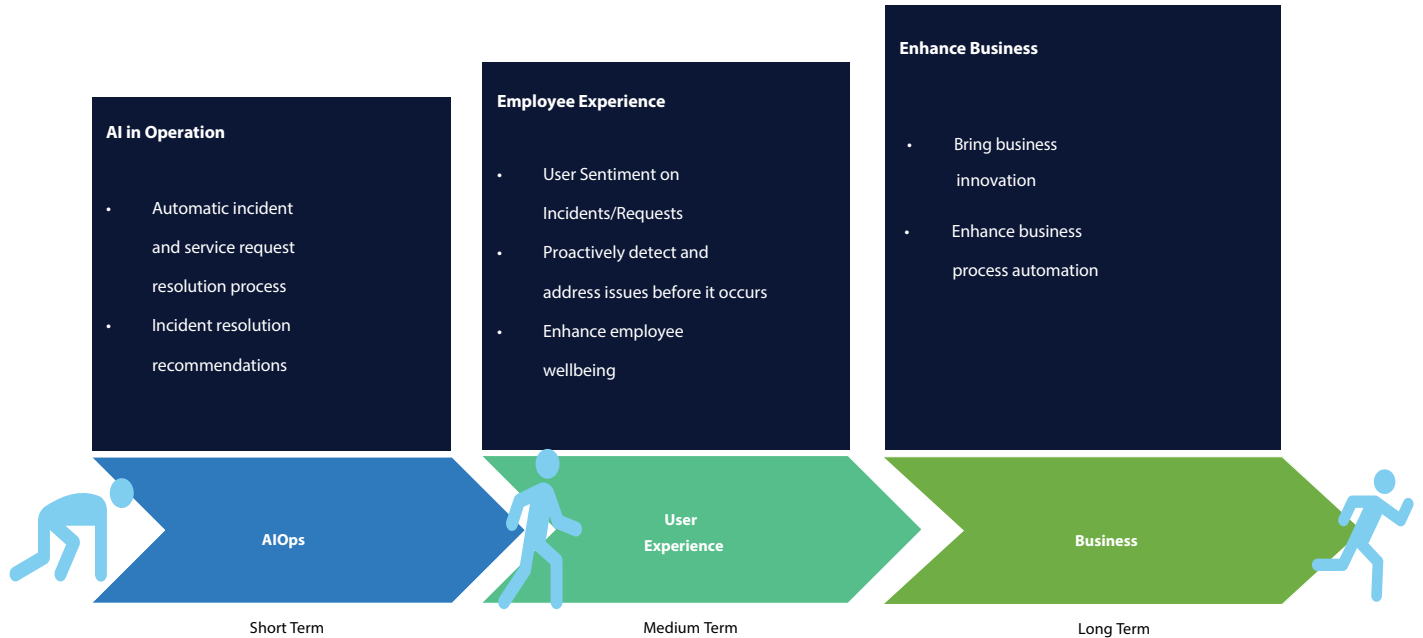 AI in Operation
• Automatic incident
and service request
resolution process
• Incident resolution
recommendations
Employee Experience
• User Sentiment on
Incidents/Requests
• Proactively detect and
address issues before it occurs
• Enhance employee
wellbeing
Enhance Business
• Bring business
innovation
• Enhance business
process automation
AIOps
User
Experience
Business
Short Term
Medium Term
Long Term